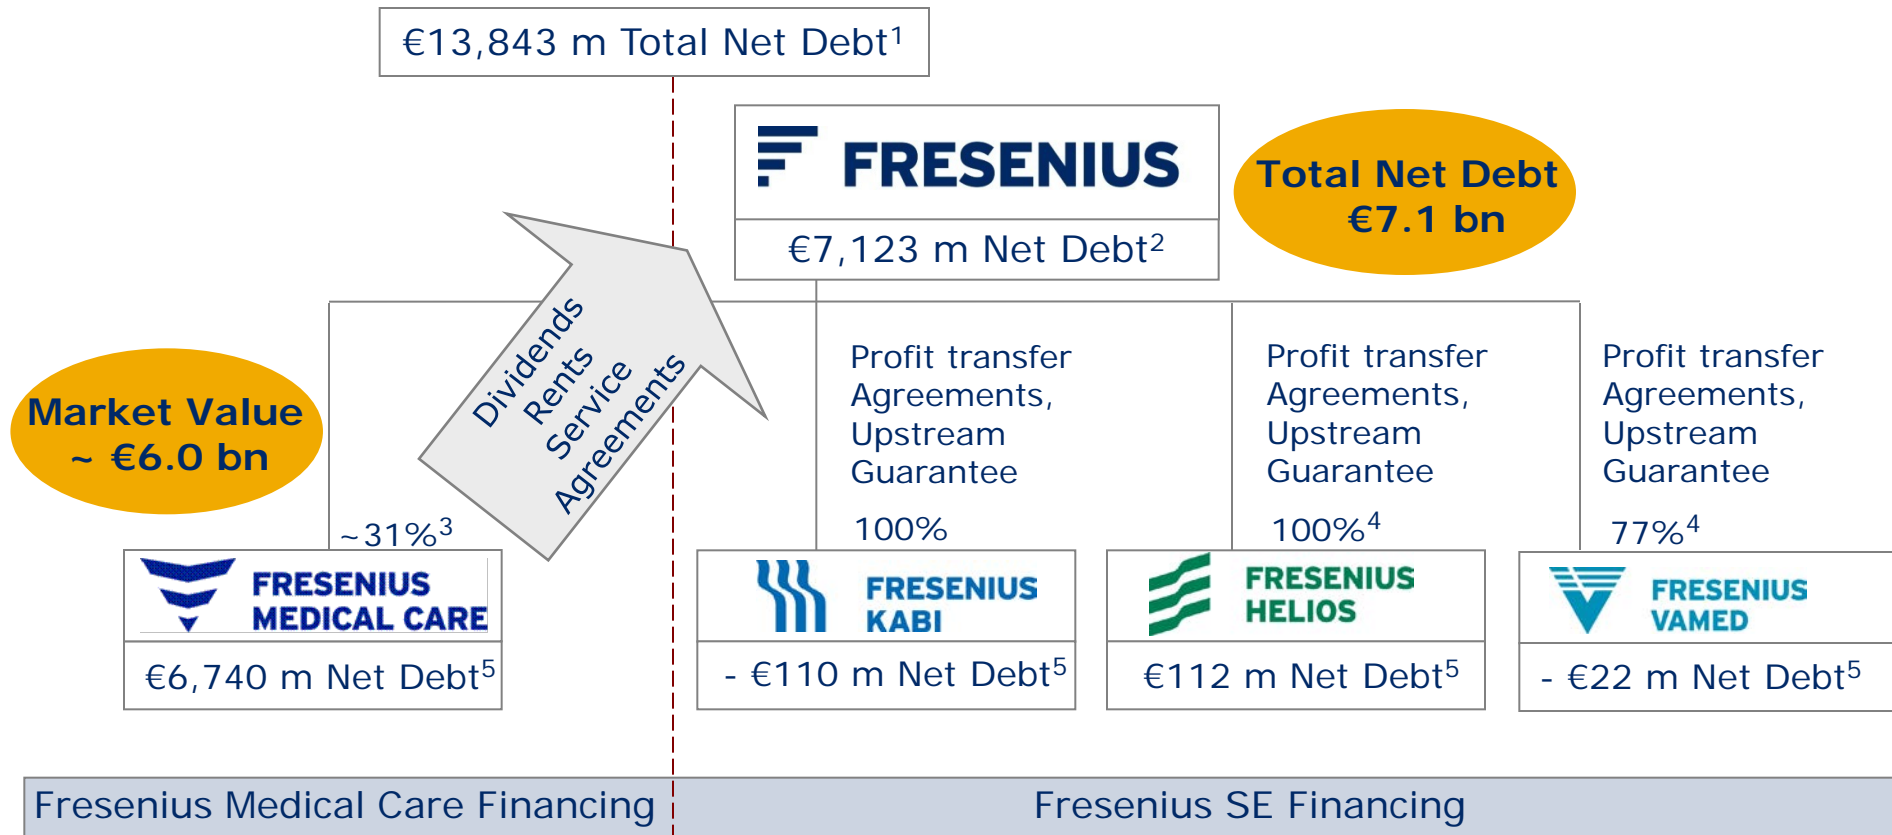 €13,843 m Total Net Debt¹
FRESENIUS
€7,123 m Net Debt²
Total Net Debt
€7.1 bn
Dividends
Rents
Service
Agreements
Market Value
~ €6.0 bn
~31%³
FRESENIUS
MEDICAL CARE
€6,740 m Net Debt⁵
Profit transfer
Agreements,
Upstream
Guarantee
100%
FRESENIUS
KABI
- €110 m Net Debt⁵
Profit transfer
Agreements,
Upstream
Guarantee
100%⁴
FRESENIUS
HELIOS
€112 m Net Debt⁵
Profit transfer
Agreements,
Upstream
Guarantee
77%⁴
FRESENIUS
VAMED
- €22 m Net Debt⁵
Fresenius Medical Care Financing
Fresenius SE Financing